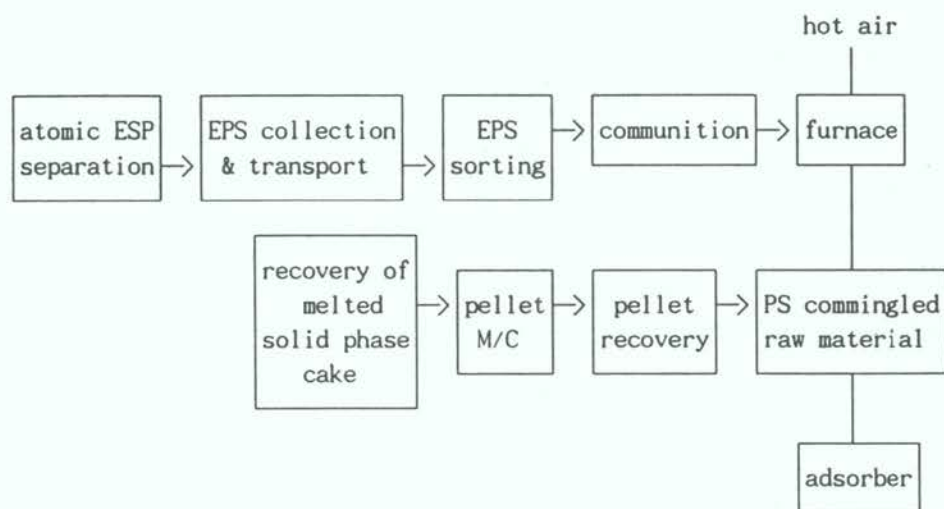 hot air
atomic ESP
separation
EPS collection
& transport
EPS
sorting
communition
furnace
recovery of
melted
solid phase
cake
pellet
M/C
pellet
recovery
PS commingled
raw material
adsorber